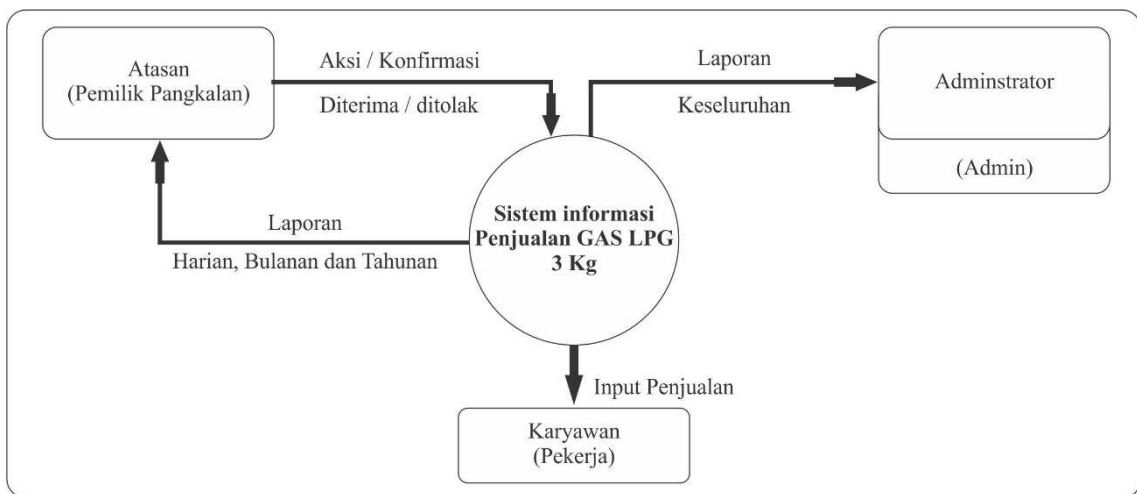 Atasan
(Pemilik Pangkalan)
Aksi / Konfirmasi
Diterima / ditolak
Laporan
Keseluruhan
Adminstrator
(Admin)
Laporan
Harian, Bulanan dan Tahunan
Sistem informasi
Penjualan GAS LPG
3 Kg
Input Penjualan
Karyawan
(Pekerja)